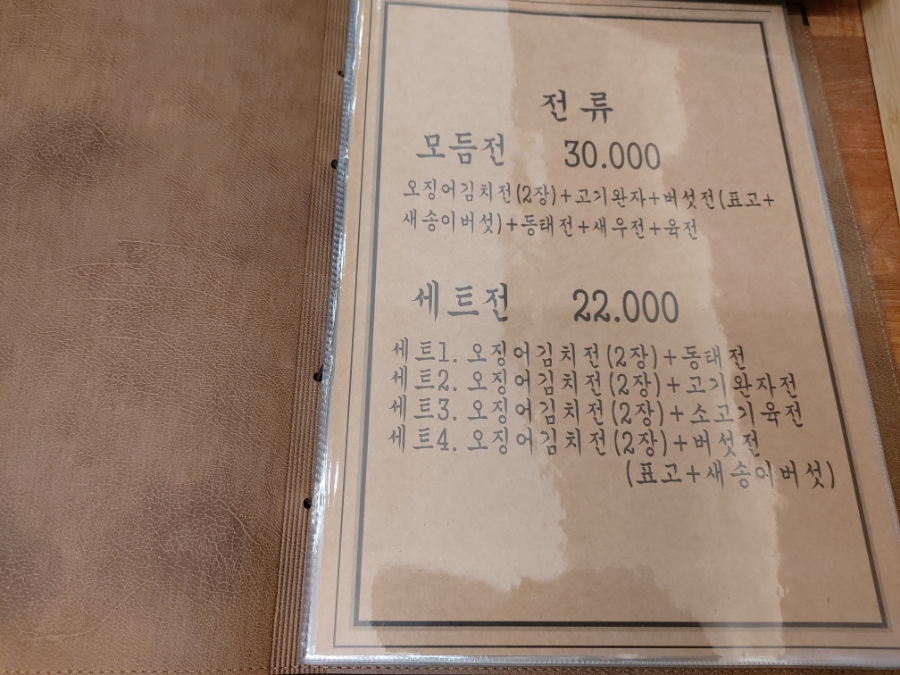 전류
모듬전 30.000
오징어김치전(2장)+고기완자+버섯전(표고+
새송이버섯)+동태전+새우전+육전
세트전 22.000
세트1. 오징어김치전(2장)+동태전
세트2. 오징어김치전(2장)+고기완자전
세트3. 오징어김치전(2장)+소고기육전
세트4. 오징어김치전(2장)+버섯전
(표고+새송이버섯)